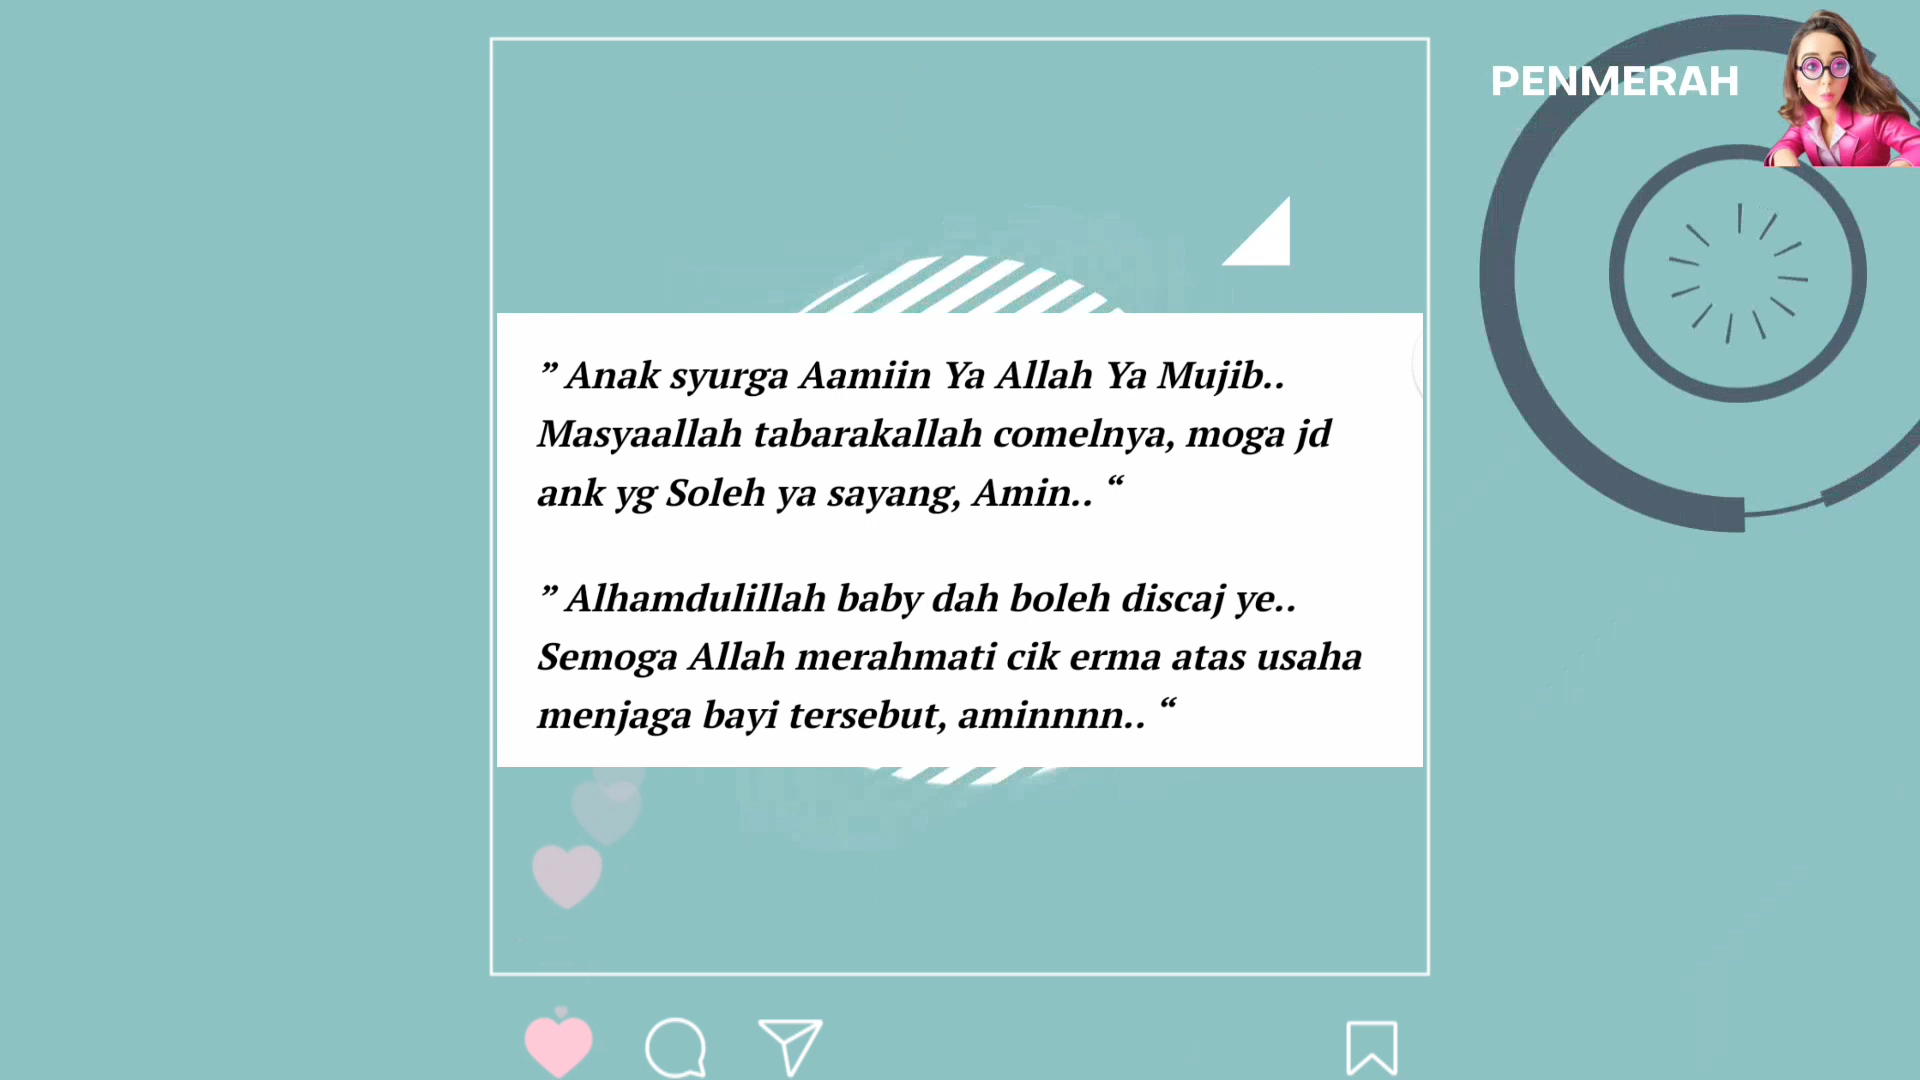 PENMERAH
” Anak syurga Aamiin Ya Allah Ya Mujib..
Masyaallah tabarakallah comelnya, moga jd
ank yg Soleh ya sayang, Amin.. “
” Alhamdulillah baby dah boleh discaj ye..
Semoga Allah merahmati cik erma atas usaha
menjaga bayi tersebut, aminnnn.. “